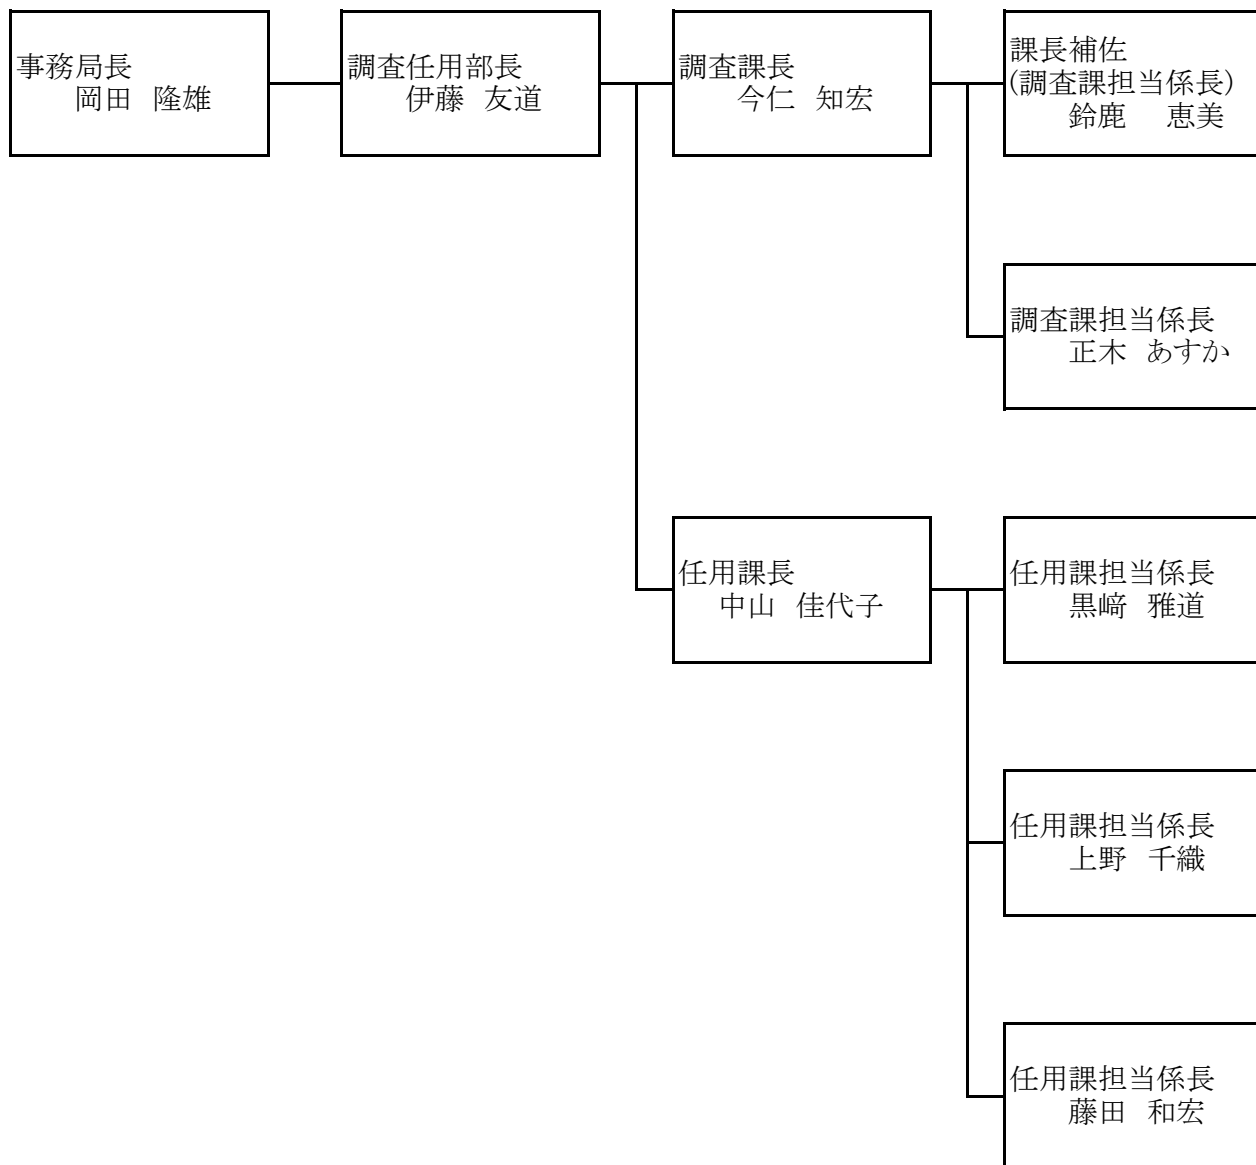 事務局長
岡田 隆雄
調査任用部長
伊藤 友道
調査課長
今仁 知宏
課長補佐
(調査課担当係長)
鈴鹿 恵美
調査課担当係長
正木 あすか
任用課長
中山 佳代子
任用課担当係長
黒﨑 雅道
任用課担当係長
上野 千織
任用課担当係長
藤田 和宏